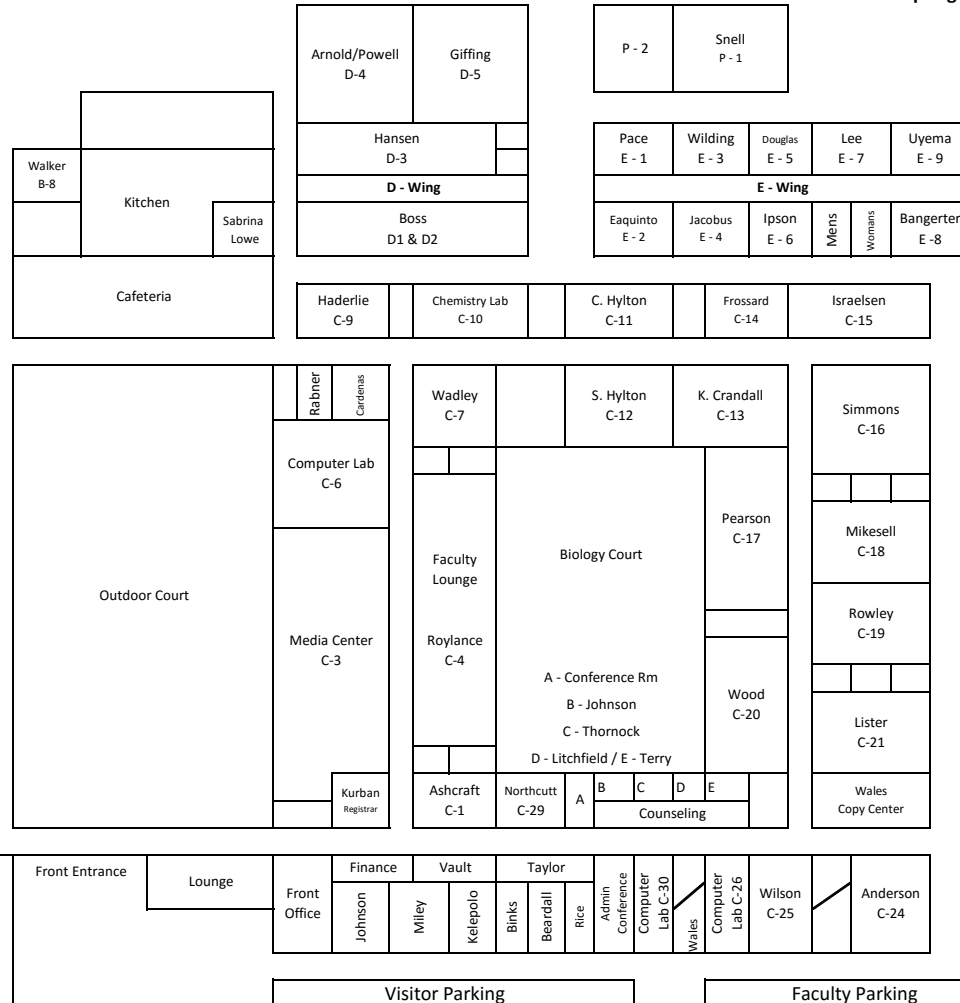 Arnold/Powell
D-4
Giffing
D-5
P - 2
Snell
P - 1
Hansen
D-3
Pace
E - 1
Wilding
E - 3
Douglas
E - 5
Lee
E - 7
Uyema
E - 9
Walker
B-8
Kitchen
D - Wing
E - Wing
Sabrina
Lowe
Boss
D1 & D2
Eaquinto
E - 2
Jacobus
E - 4
Ipson
E - 6
Mens
Womans
Bangerter
E -8
Cafeteria
Haderlie
C-9
Chemistry Lab
C-10
C. Hylton
C-11
Frossard
C-14
Israelsen
C-15
Rabner
Cardenas
Wadley
C-7
S. Hylton
C-12
K. Crandall
C-13
Simmons
C-16
Computer Lab
C-6
Pearson
C-17
Mikesell
C-18
Faculty
Lounge
Biology Court
Outdoor Court
Rowley
C-19
Media Center
C-3
Roylance
C-4
A - Conference Rm
B - Johnson
C - Thornock
D - Litchfield / E - Terry
Wood
C-20
Lister
C-21
Kurban
Registrar
Ashcraft
C-1
Northcutt
C-29
A
B
C
D
E
Counseling
Wales
Copy Center
Front Entrance
Lounge
Front
Office
Finance
Vault
Taylor
Johnson
Miley
Kelepolo
Binks
Beardall
Rice
Admin
Conference
Computer
Lab C-30
Wales
Computer
Lab C-26
Wilson
C-25
Anderson
C-24
Visitor Parking
Faculty Parking